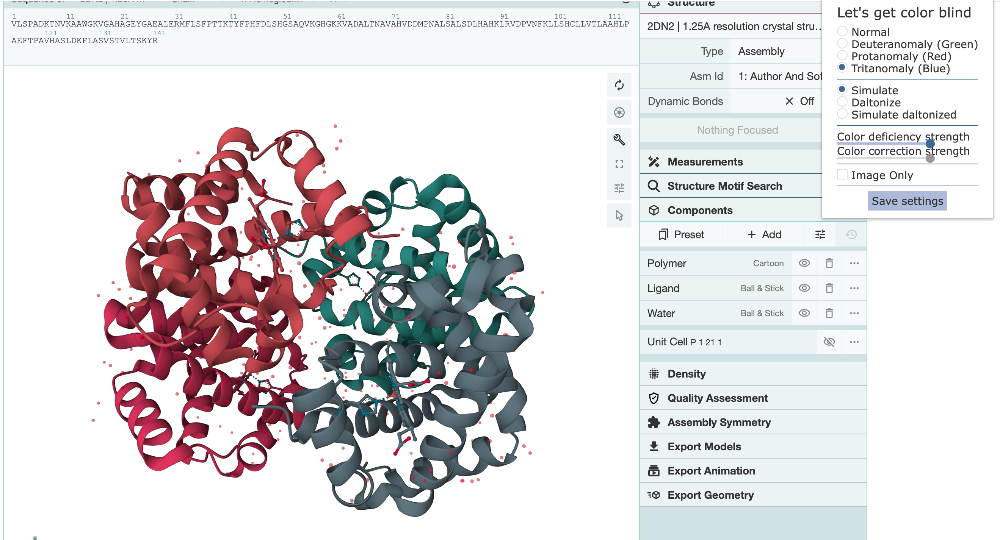 1 11 21 31 41 51 61 71 81 91 101 111
VLSPADKTNVKAAWGKVGAHAGEYGAEALERMFLSFPTTKTYFPHFDLSHGSAQVKGHGKKVADALTNAVAHVDDMPNALSALSDLHAHKLRVDPVNFKLLSHCLLVTLAAHLP
121 131 141
AEFTPAVHASLDKFLASVSTVLTSKYR
Structure
2DN2 | 1.25A resolution crystal stru...
Type Assembly
Asm Id 1: Author And Sof
Dynamic Bonds Off
Nothing Focused
Measurements
Structure Motif Search
Components
Preset + Add
Polymer Cartoon
Ligand Ball & Stick
Water Ball & Stick
Unit Cell P 1 21 1
Density
Quality Assessment
Assembly Symmetry
Export Models
Export Animation
Export Geometry
Let's get color blind
Normal
Deuteranomaly (Green)
Protanomaly (Red)
Tritanomaly (Blue)
Simulate
Daltonize
Simulate daltonized
Color deficiency strength
Color correction strength
Image Only
Save settings